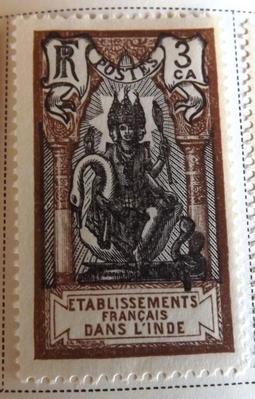 RF
POSTES
3
CA
ETABLISSEMENTS
FRANÇAIS
DANS L'INDE